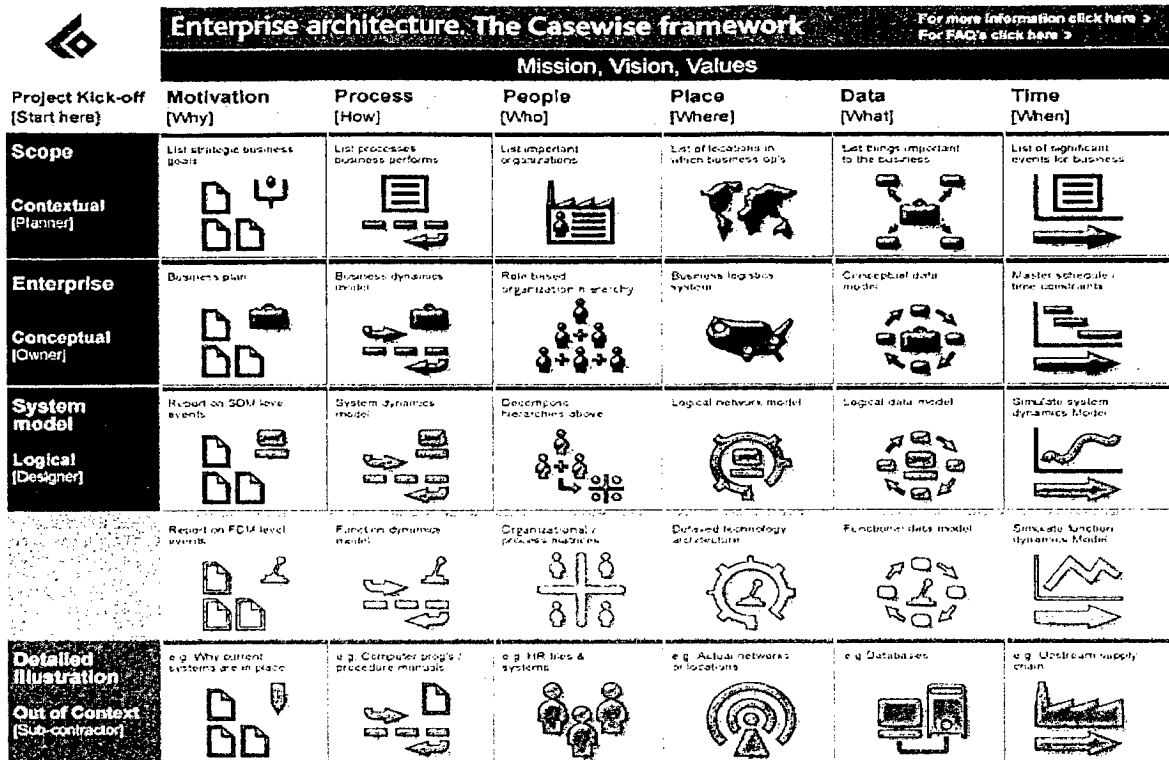 Enterprise architecture. The Casewise framework
For more information click here >
For FAQ's click here >
Mission, Vision, Values
Project Kick-off
[Start here]
Motivation
[Why]
Process
[How]
People
[Who]
Place
[Where]
Data
[What]
Time
[When]
Scope
Contextual
[Planner]
List strategic business
goals
List processes
business performs
List important
organizations
List of locations in
which business op's
List things important
to the business
List of significant
events for business
Enterprise
Conceptual
[Owner]
Business plan
Business dynamics
model
Role based
organization hierarchy
Business logistics
system
Conceptual data
model
Master schedule /
time constraints
System
model
Logical
[Designer]
Report on SDM level
events
System dynamics
model
Decompose
hierarchies above
Logical network model
Logical data model
Simulate system
dynamics Model
Report on FDM level
events
Function dynamics
model
Organizational /
process matrices
Detailed technology
architecture
Functional data model
Simulate function
dynamics Model
Detailed
Illustration
Out of Context
[Sub-contractor]
e.g. Why current
systems are in place
e.g. Computer prog's /
procedure manuals
e.g. HR files &
systems
e.g. Actual networks
or locations
e.g. Databases
e.g. Upstream supply
chain